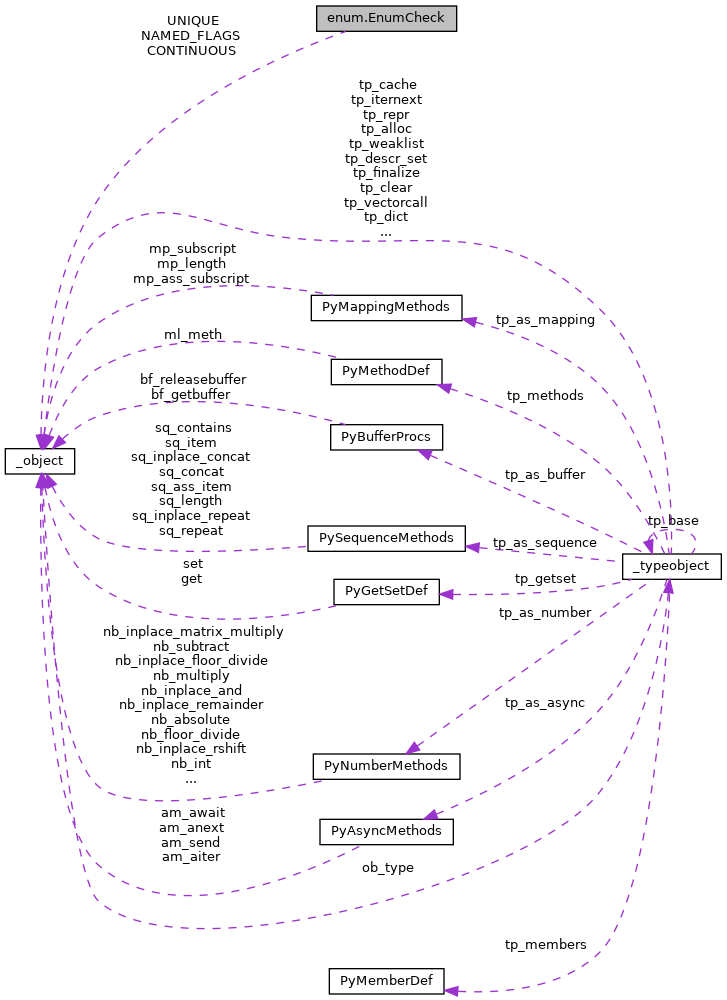 enum.EnumCheck
UNIQUE
NAMED_FLAGS
CONTINUOUS
tp_cache
tp_iternext
tp_repr
tp_alloc
tp_weaklist
tp_descr_set
tp_finalize
tp_clear
tp_vectorcall
tp_dict
...
mp_subscript
mp_length
mp_ass_subscript
PyMappingMethods
tp_as_mapping
ml_meth
PyMethodDef
tp_methods
bf_releasebuffer
bf_getbuffer
PyBufferProcs
_object
sq_contains
sq_item
sq_inplace_concat
sq_concat
sq_ass_item
sq_length
sq_inplace_repeat
sq_repeat
tp_as_buffer
PySequenceMethods
tp_as_sequence
tp_base
_typeobject
set
get
PyGetSetDef
tp_getset
tp_as_number
nb_inplace_matrix_multiply
nb_subtract
nb_inplace_floor_divide
nb_multiply
nb_inplace_and
nb_inplace_remainder
nb_absolute
nb_floor_divide
nb_inplace_rshift
nb_int
...
PyNumberMethods
tp_as_async
am_await
am_anext
am_send
am_aiter
PyAsyncMethods
ob_type
tp_members
PyMemberDef